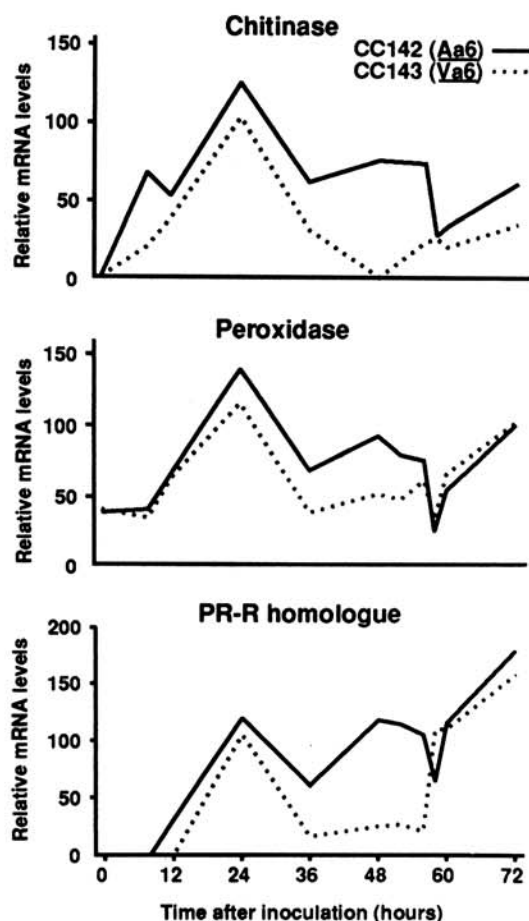 Chitinase
CC142 (Aa6)
CC143 (Va6)
Relative mRNA levels
150
100
50
0
Peroxidase
Relative mRNA levels
150
100
50
0
PR-R homologue
Relative mRNA levels
200
150
100
50
0
0 12 24 36 48 60 72
Time after inoculation (hours)